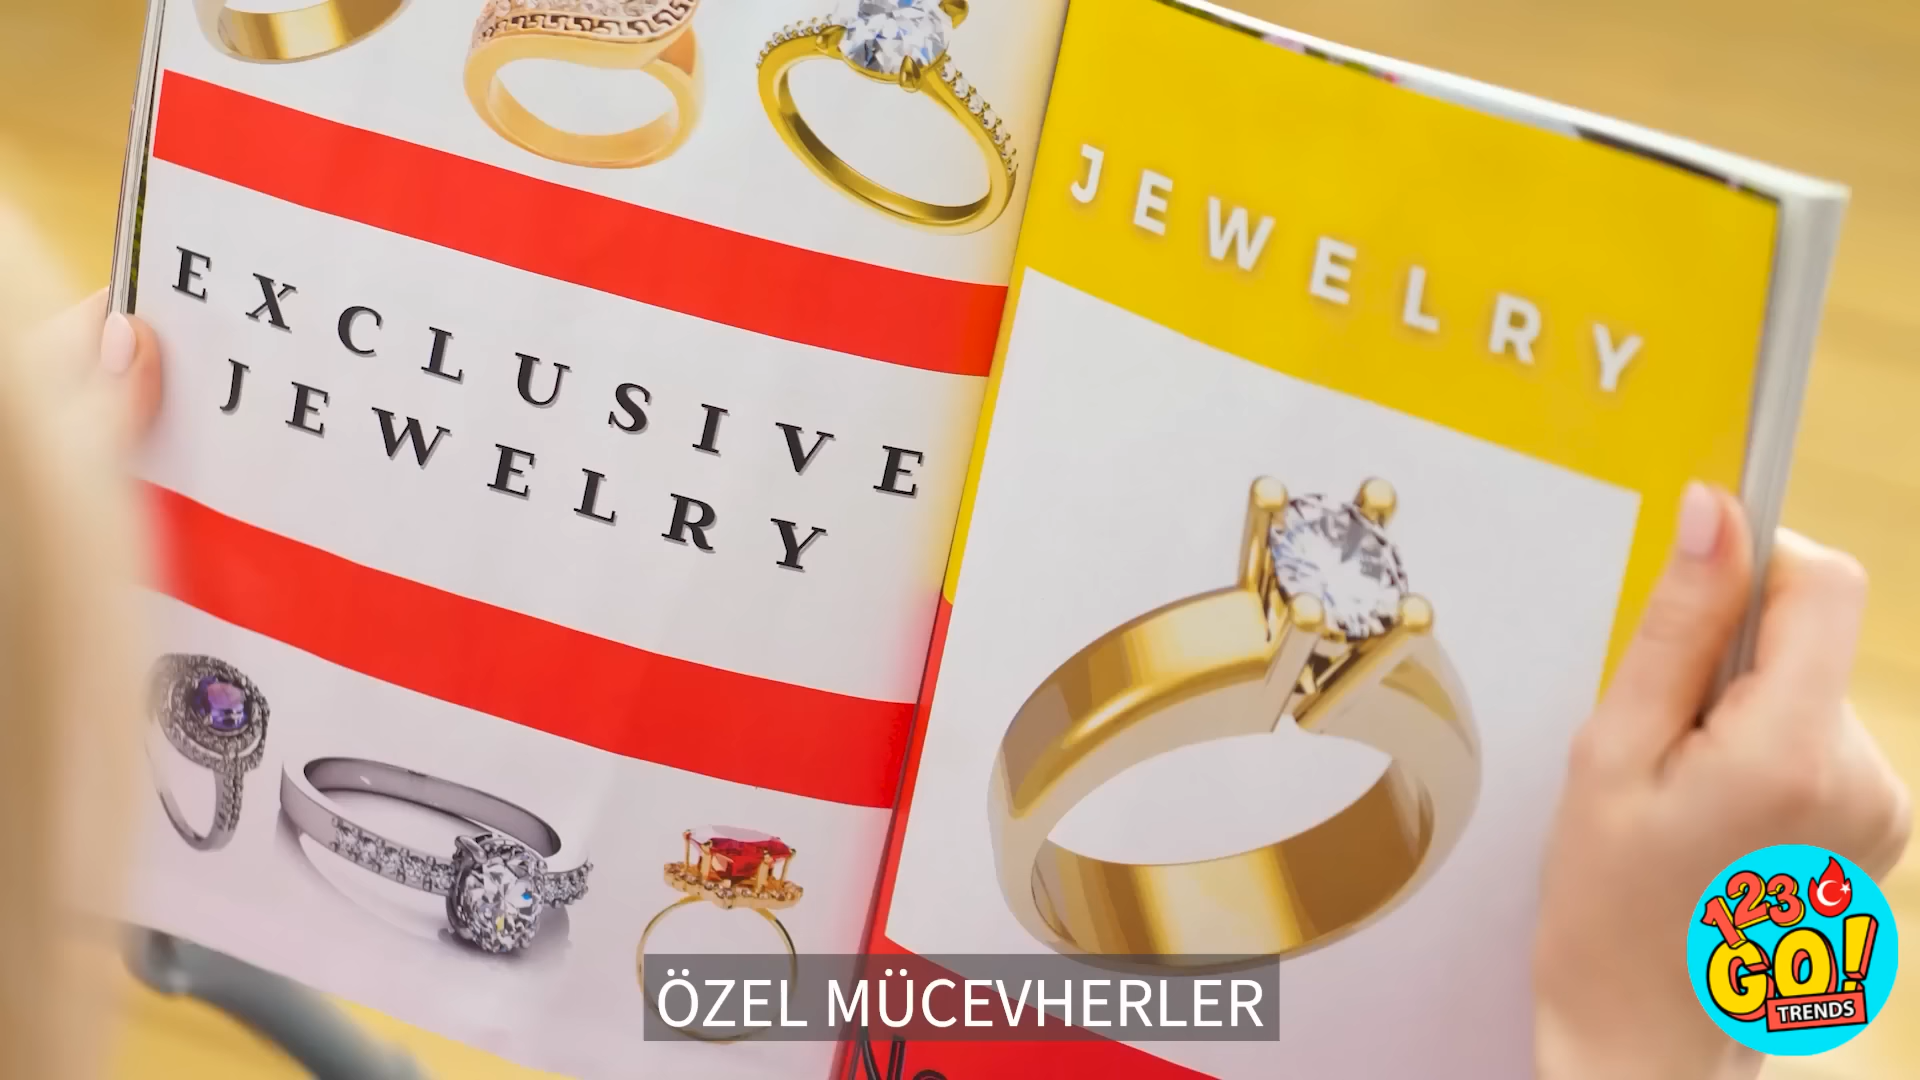 EXCLUSIVE
JEWELRY
JEWELRY
ÖZEL MÜCEVHERLER
123
GO!
TRENDS